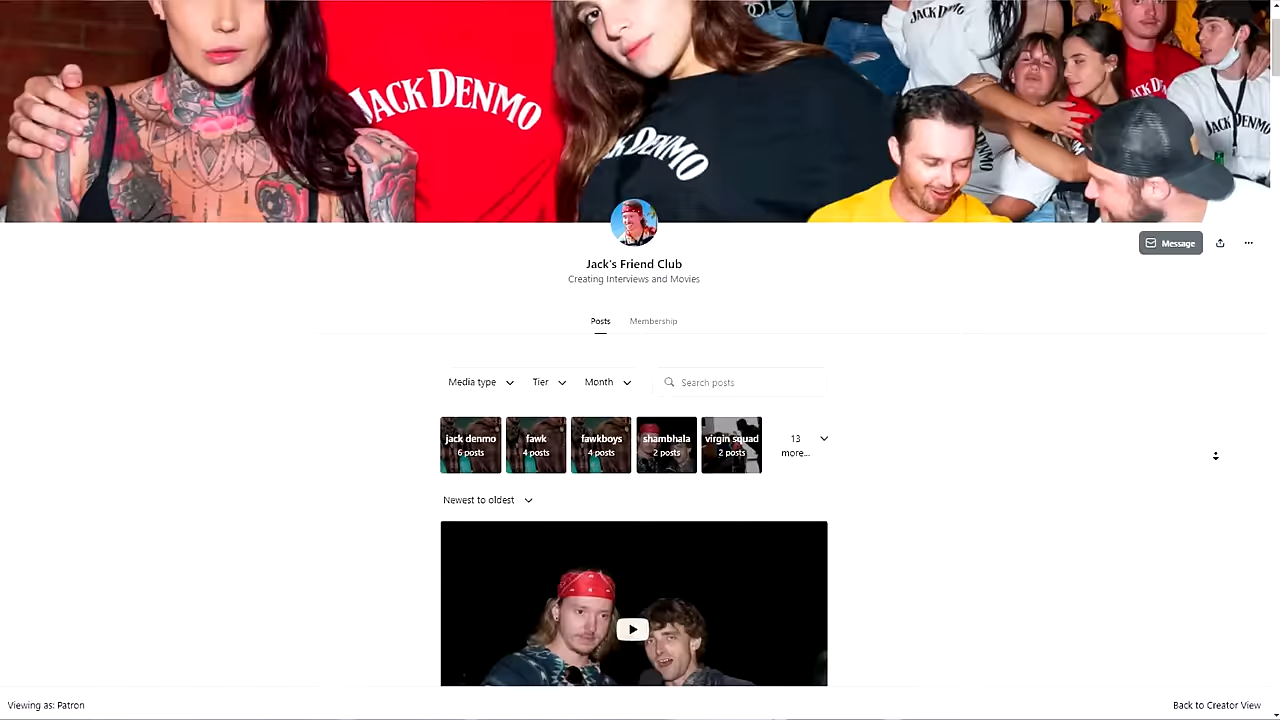 JACK DENMO
JACK DENMO
K DENMO
JACK DENMO
Message
Jack's Friend Club
Creating Interviews and Movies
Posts
Membership
Media type
Tier
Month
Search posts
jack denmo
6 posts
fawk
4 posts
fawkboys
4 posts
shambhala
2 posts
virgin squad
2 posts
13
more...
Newest to oldest
Viewing as: Patron
Back to Creator View